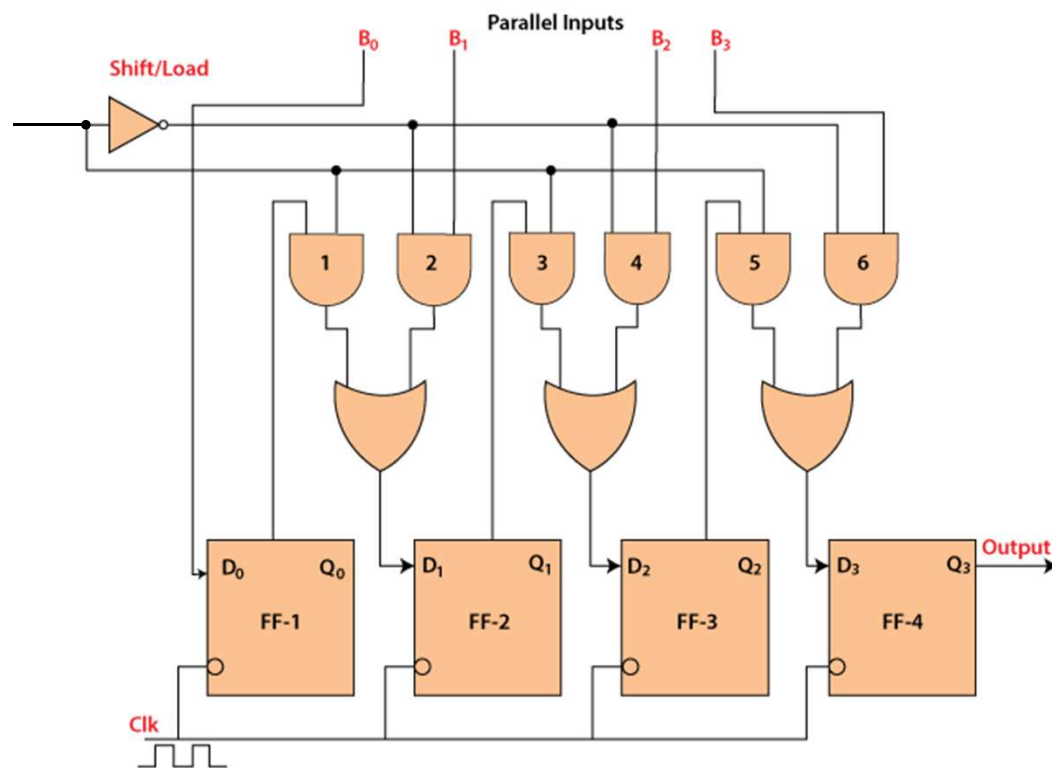 Parallel Inputs
B₀ B₁ B₂ B₃
Shift/Load
1 2 3 4 5 6
Output
D₀ Q₀ D₁ Q₁ D₂ Q₂ D₃ Q₃
FF-1 FF-2 FF-3 FF-4
Clk